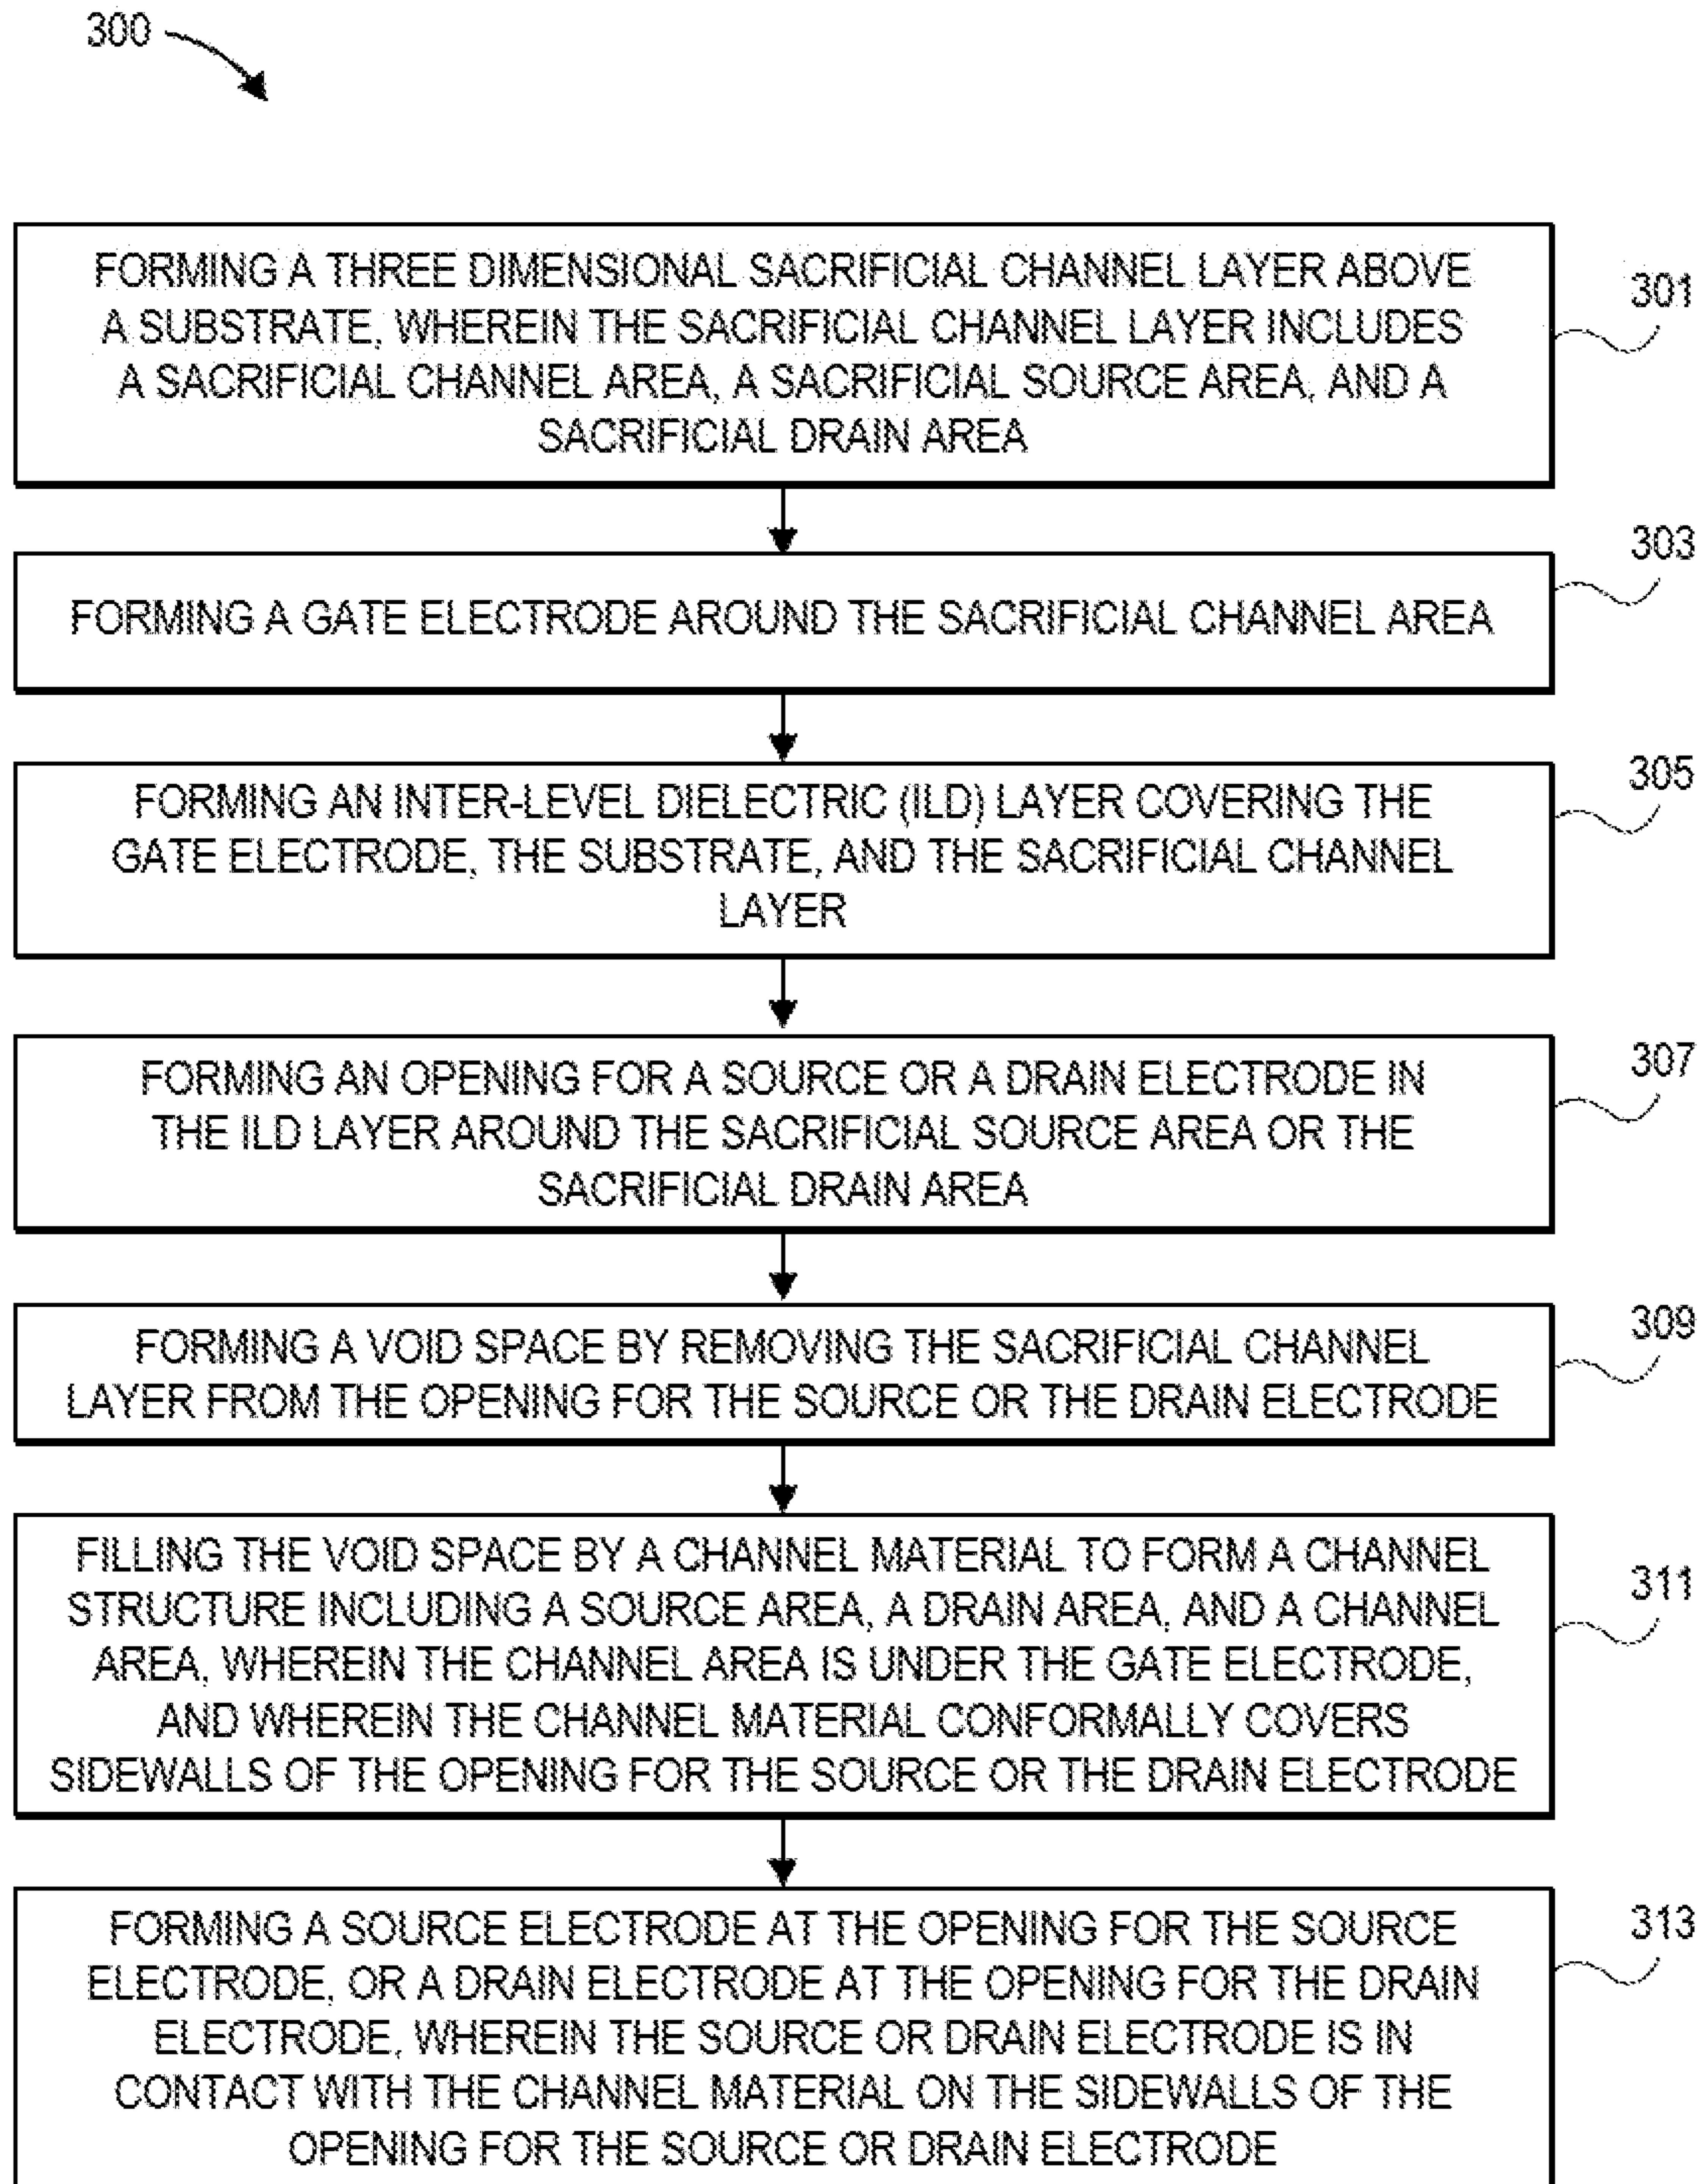 300
FORMING A THREE DIMENSIONAL SACRIFICIAL CHANNEL LAYER ABOVE
A SUBSTRATE, WHEREIN THE SACRIFICIAL CHANNEL LAYER INCLUDES
A SACRIFICIAL CHANNEL AREA, A SACRIFICIAL SOURCE AREA, AND A
SACRIFICIAL DRAIN AREA
301
FORMING A GATE ELECTRODE AROUND THE SACRIFICIAL CHANNEL AREA
303
FORMING AN INTER-LEVEL DIELECTRIC (ILD) LAYER COVERING THE
GATE ELECTRODE, THE SUBSTRATE, AND THE SACRIFICIAL CHANNEL
LAYER
305
FORMING AN OPENING FOR A SOURCE OR A DRAIN ELECTRODE IN
THE ILD LAYER AROUND THE SACRIFICIAL SOURCE AREA OR THE
SACRIFICIAL DRAIN AREA
307
FORMING A VOID SPACE BY REMOVING THE SACRIFICIAL CHANNEL
LAYER FROM THE OPENING FOR THE SOURCE OR THE DRAIN ELECTRODE
309
FILLING THE VOID SPACE BY A CHANNEL MATERIAL TO FORM A CHANNEL
STRUCTURE INCLUDING A SOURCE AREA, A DRAIN AREA, AND A CHANNEL
AREA, WHEREIN THE CHANNEL AREA IS UNDER THE GATE ELECTRODE,
AND WHEREIN THE CHANNEL MATERIAL CONFORMALLY COVERS
SIDEWALLS OF THE OPENING FOR THE SOURCE OR THE DRAIN ELECTRODE
311
FORMING A SOURCE ELECTRODE AT THE OPENING FOR THE SOURCE
ELECTRODE, OR A DRAIN ELECTRODE AT THE OPENING FOR THE DRAIN
ELECTRODE, WHEREIN THE SOURCE OR DRAIN ELECTRODE IS IN
CONTACT WITH THE CHANNEL MATERIAL ON THE SIDEWALLS OF THE
OPENING FOR THE SOURCE OR DRAIN ELECTRODE
313